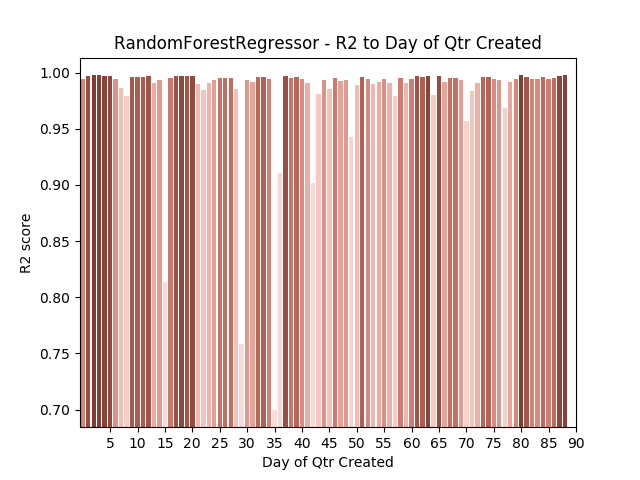 RandomForestRegressor - R2 to Day of Qtr Created
1.00
0.95
0.90
0.85
0.80
0.75
0.70
R2 score
5 10 15 20 25 30 35 40 45 50 55 60 65 70 75 80 85 90
Day of Qtr Created